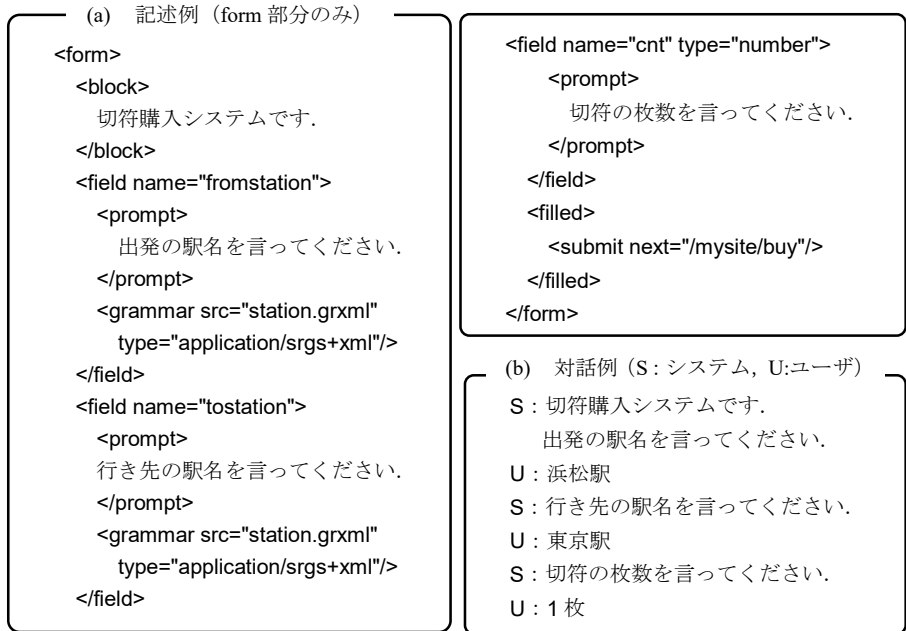 (a) 記述例(form 部分のみ)
<form>
<block>
切符購入システムです.
</block>
<field name="fromstation">
<prompt>
出発の駅名を言ってください.
</prompt>
<grammar src="station.grxml"
type="application/srgs+xml"/>
</field>
<field name="tostation">
<prompt>
行き先の駅名を言ってください.
</prompt>
<grammar src="station.grxml"
type="application/srgs+xml"/>
</field>
<field name="cnt" type="number">
<prompt>
切符の枚数を言ってください.
</prompt>
</field>
<filled>
<submit next="/mysite/buy"/>
</filled>
</form>
(b) 対話例(S : システム, U:ユーザ)
S : 切符購入システムです.
出発の駅名を言ってください.
U : 浜松駅
S : 行き先の駅名を言ってください.
U : 東京駅
S : 切符の枚数を言ってください.
U : 1 枚